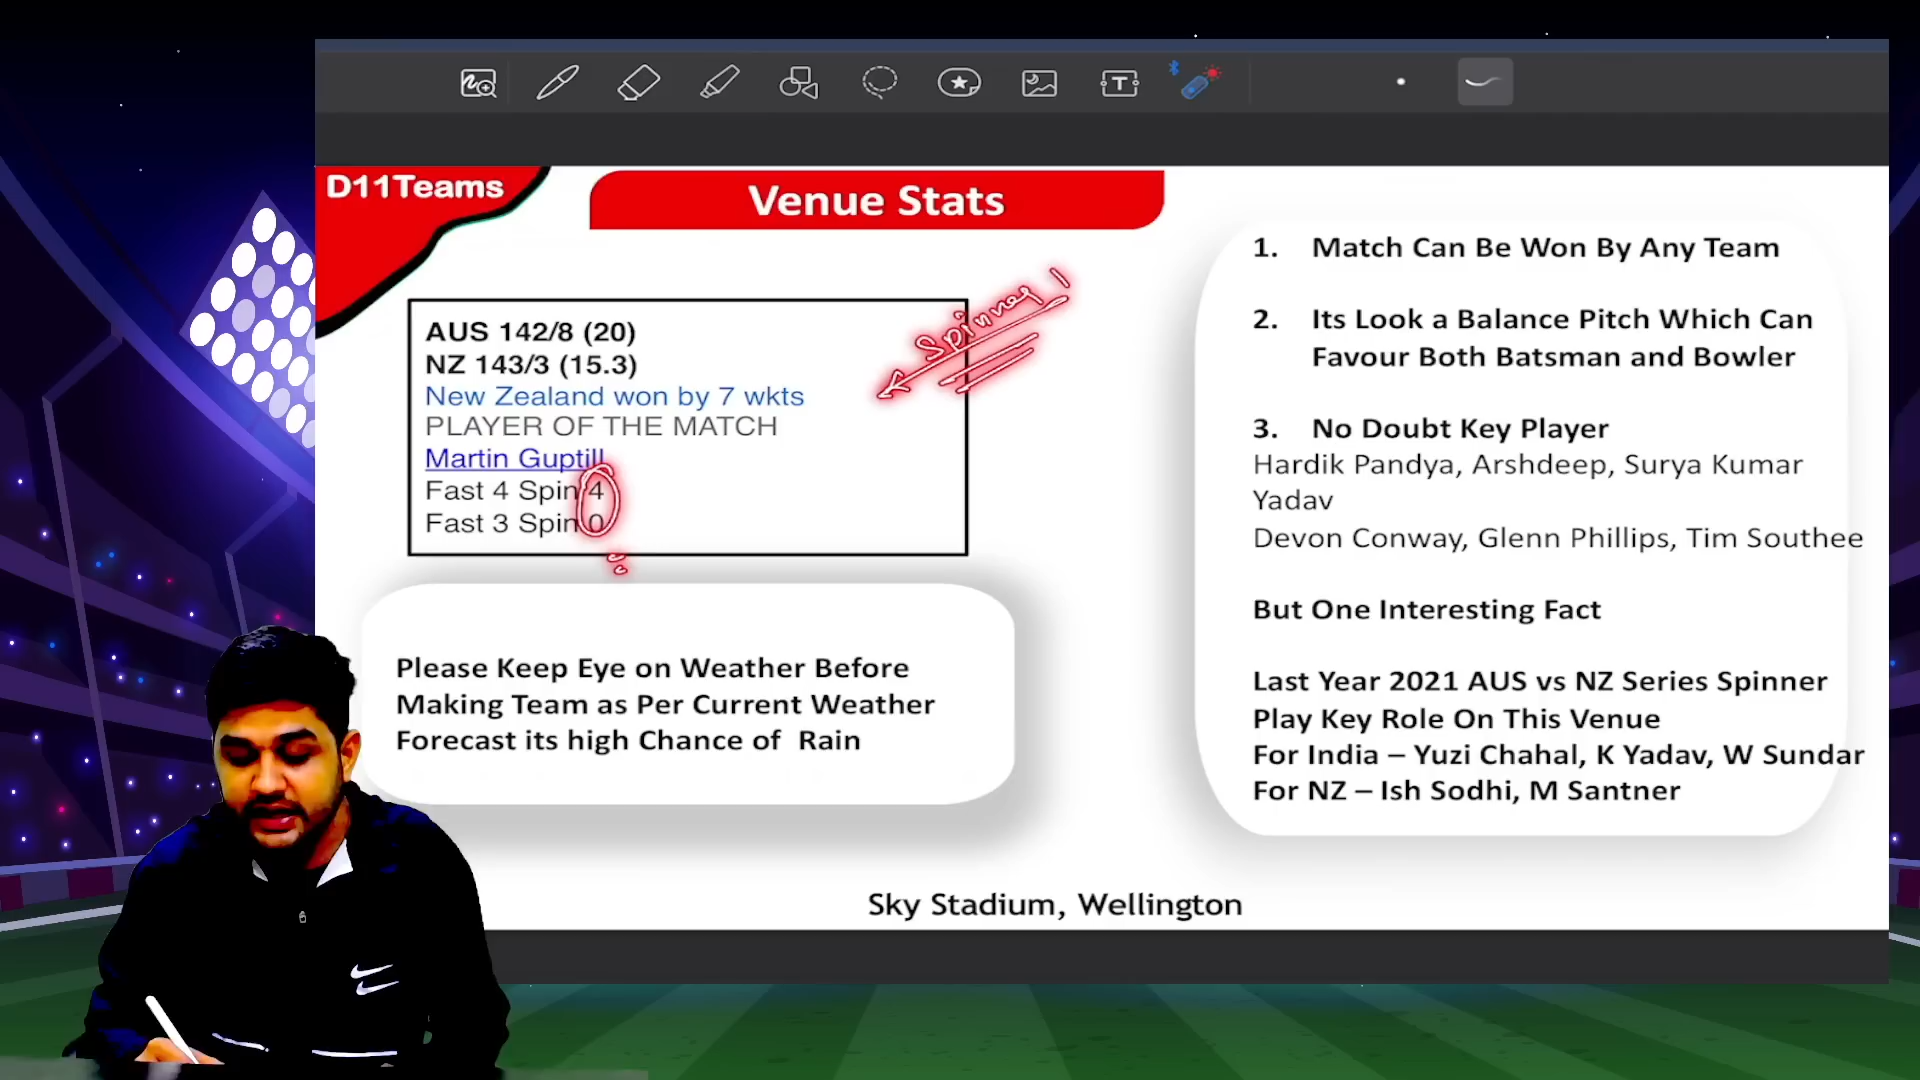 D11Teams
Venue Stats
AUS 142/8 (20)
NZ 143/3 (15.3)
New Zealand won by 7 wkts
PLAYER OF THE MATCH
Martin Guptill
Fast 4 Spin 4
Fast 3 Spin 0
Spinner
Please Keep Eye on Weather Before
Making Team as Per Current Weather
Forecast its high Chance of Rain
1. Match Can Be Won By Any Team
2. Its Look a Balance Pitch Which Can
Favour Both Batsman and Bowler
3. No Doubt Key Player
Hardik Pandya, Arshdeep, Surya Kumar
Yadav
Devon Conway, Glenn Phillips, Tim Southee
But One Interesting Fact
Last Year 2021 AUS vs NZ Series Spinner
Play Key Role On This Venue
For India – Yuzi Chahal, K Yadav, W Sundar
For NZ – Ish Sodhi, M Santner
Sky Stadium, Wellington